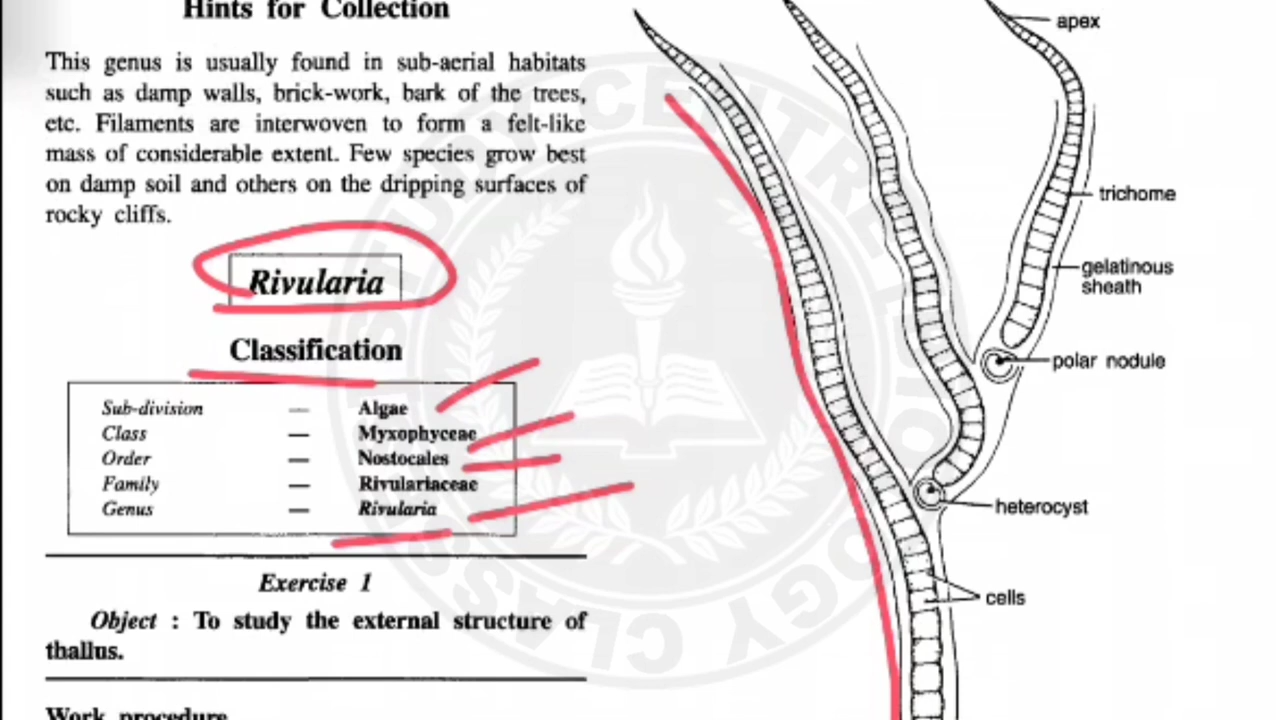 Hints for Collection
This genus is usually found in sub-aerial habitats
such as damp walls, brick-work, bark of the trees,
etc. Filaments are interwoven to form a felt-like
mass of considerable extent. Few species grow best
on damp soil and others on the dripping surfaces of
rocky cliffs.
Rivularia
Classification
Sub-division — Algae
Class — Myxophyceae
Order — Nostocales
Family — Rivulariaceae
Genus — Rivularia
Exercise 1
Object : To study the external structure of
thallus.
Work procedure
apex
trichome
gelatinous
sheath
polar nodule
heterocyst
cells